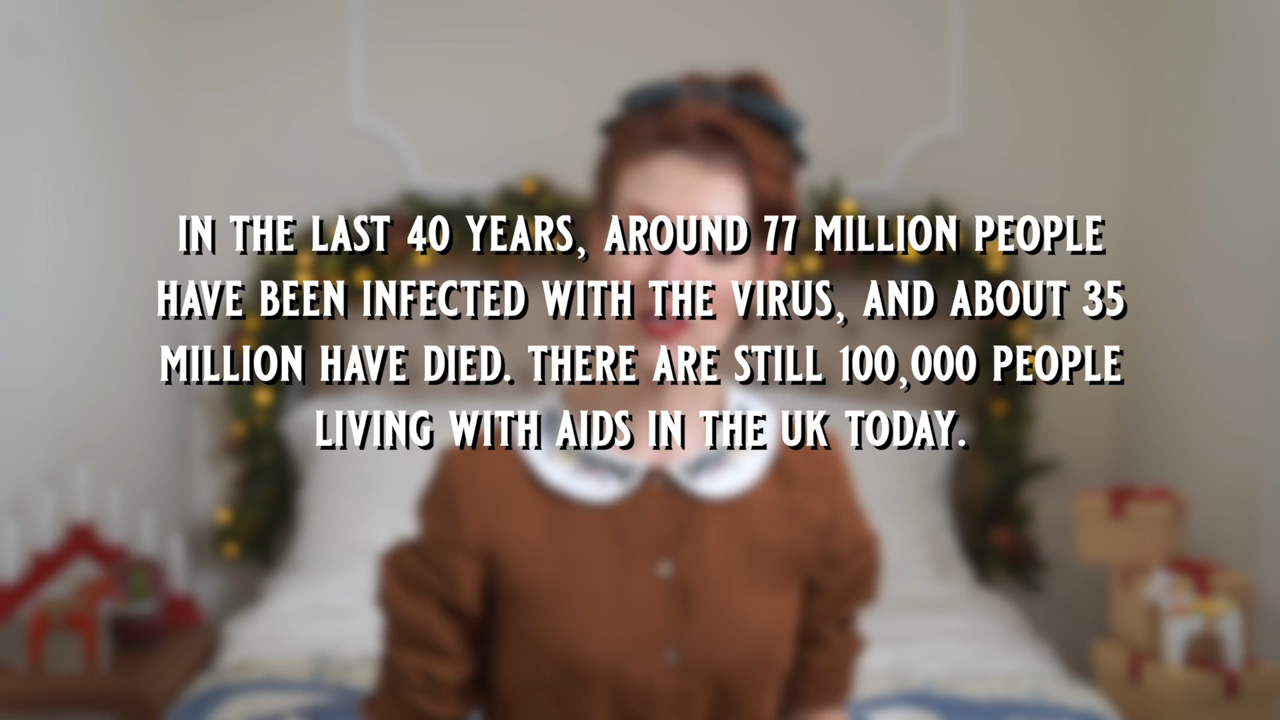 IN THE LAST 40 YEARS, AROUND 77 MILLION PEOPLE
HAVE BEEN INFECTED WITH THE VIRUS, AND ABOUT 35
MILLION HAVE DIED. THERE ARE STILL 100,000 PEOPLE
LIVING WITH AIDS IN THE UK TODAY.